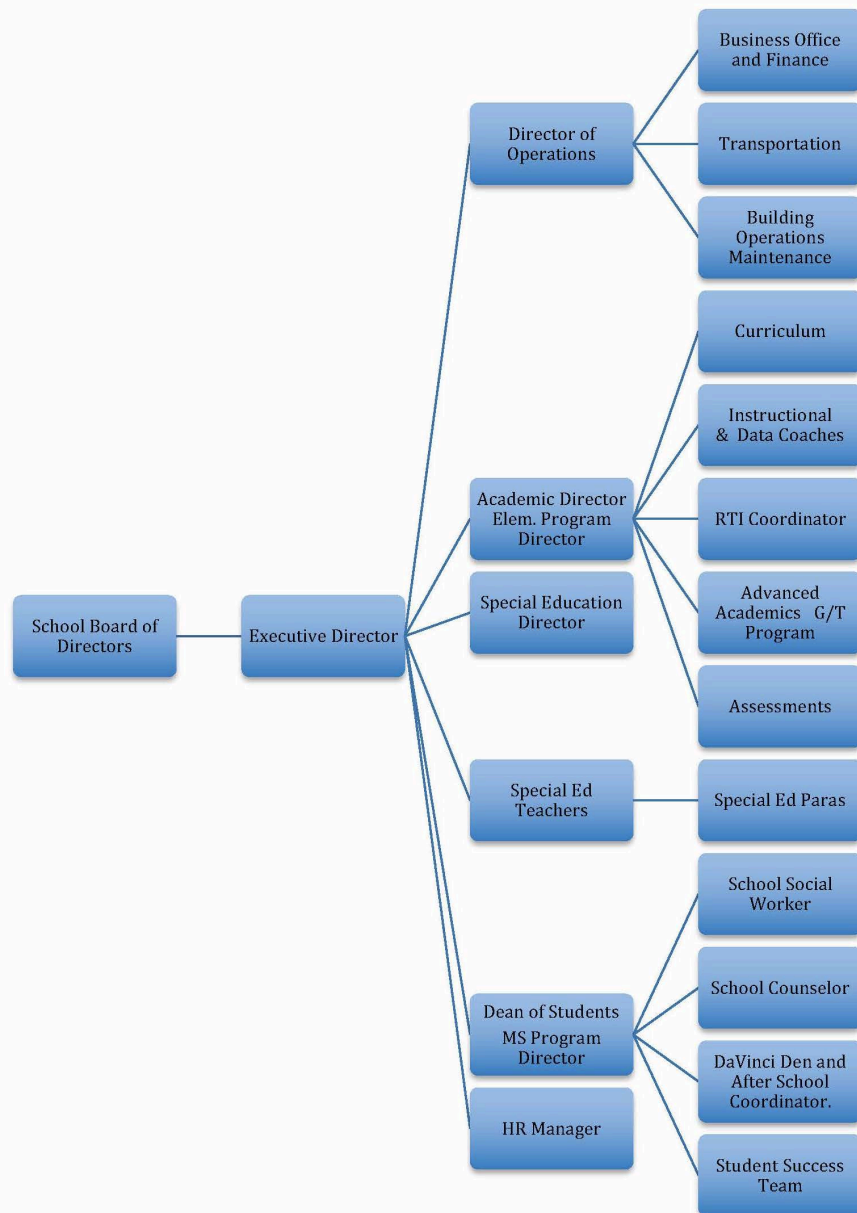 School Board of
Directors
Executive Director
Director of
Operations
Business Office
and Finance
Transportation
Building
Operations
Maintenance
Academic Director
Elem. Program
Director
Curriculum
Instructional
& Data Coaches
RTI Coordinator
Advanced
Academics G/T
Program
Assessments
Special Education
Director
Special Ed
Teachers
Special Ed Paras
Dean of Students
MS Program
Director
School Social
Worker
School Counselor
DaVinci Den and
After School
Coordinator.
Student Success
Team
HR Manager